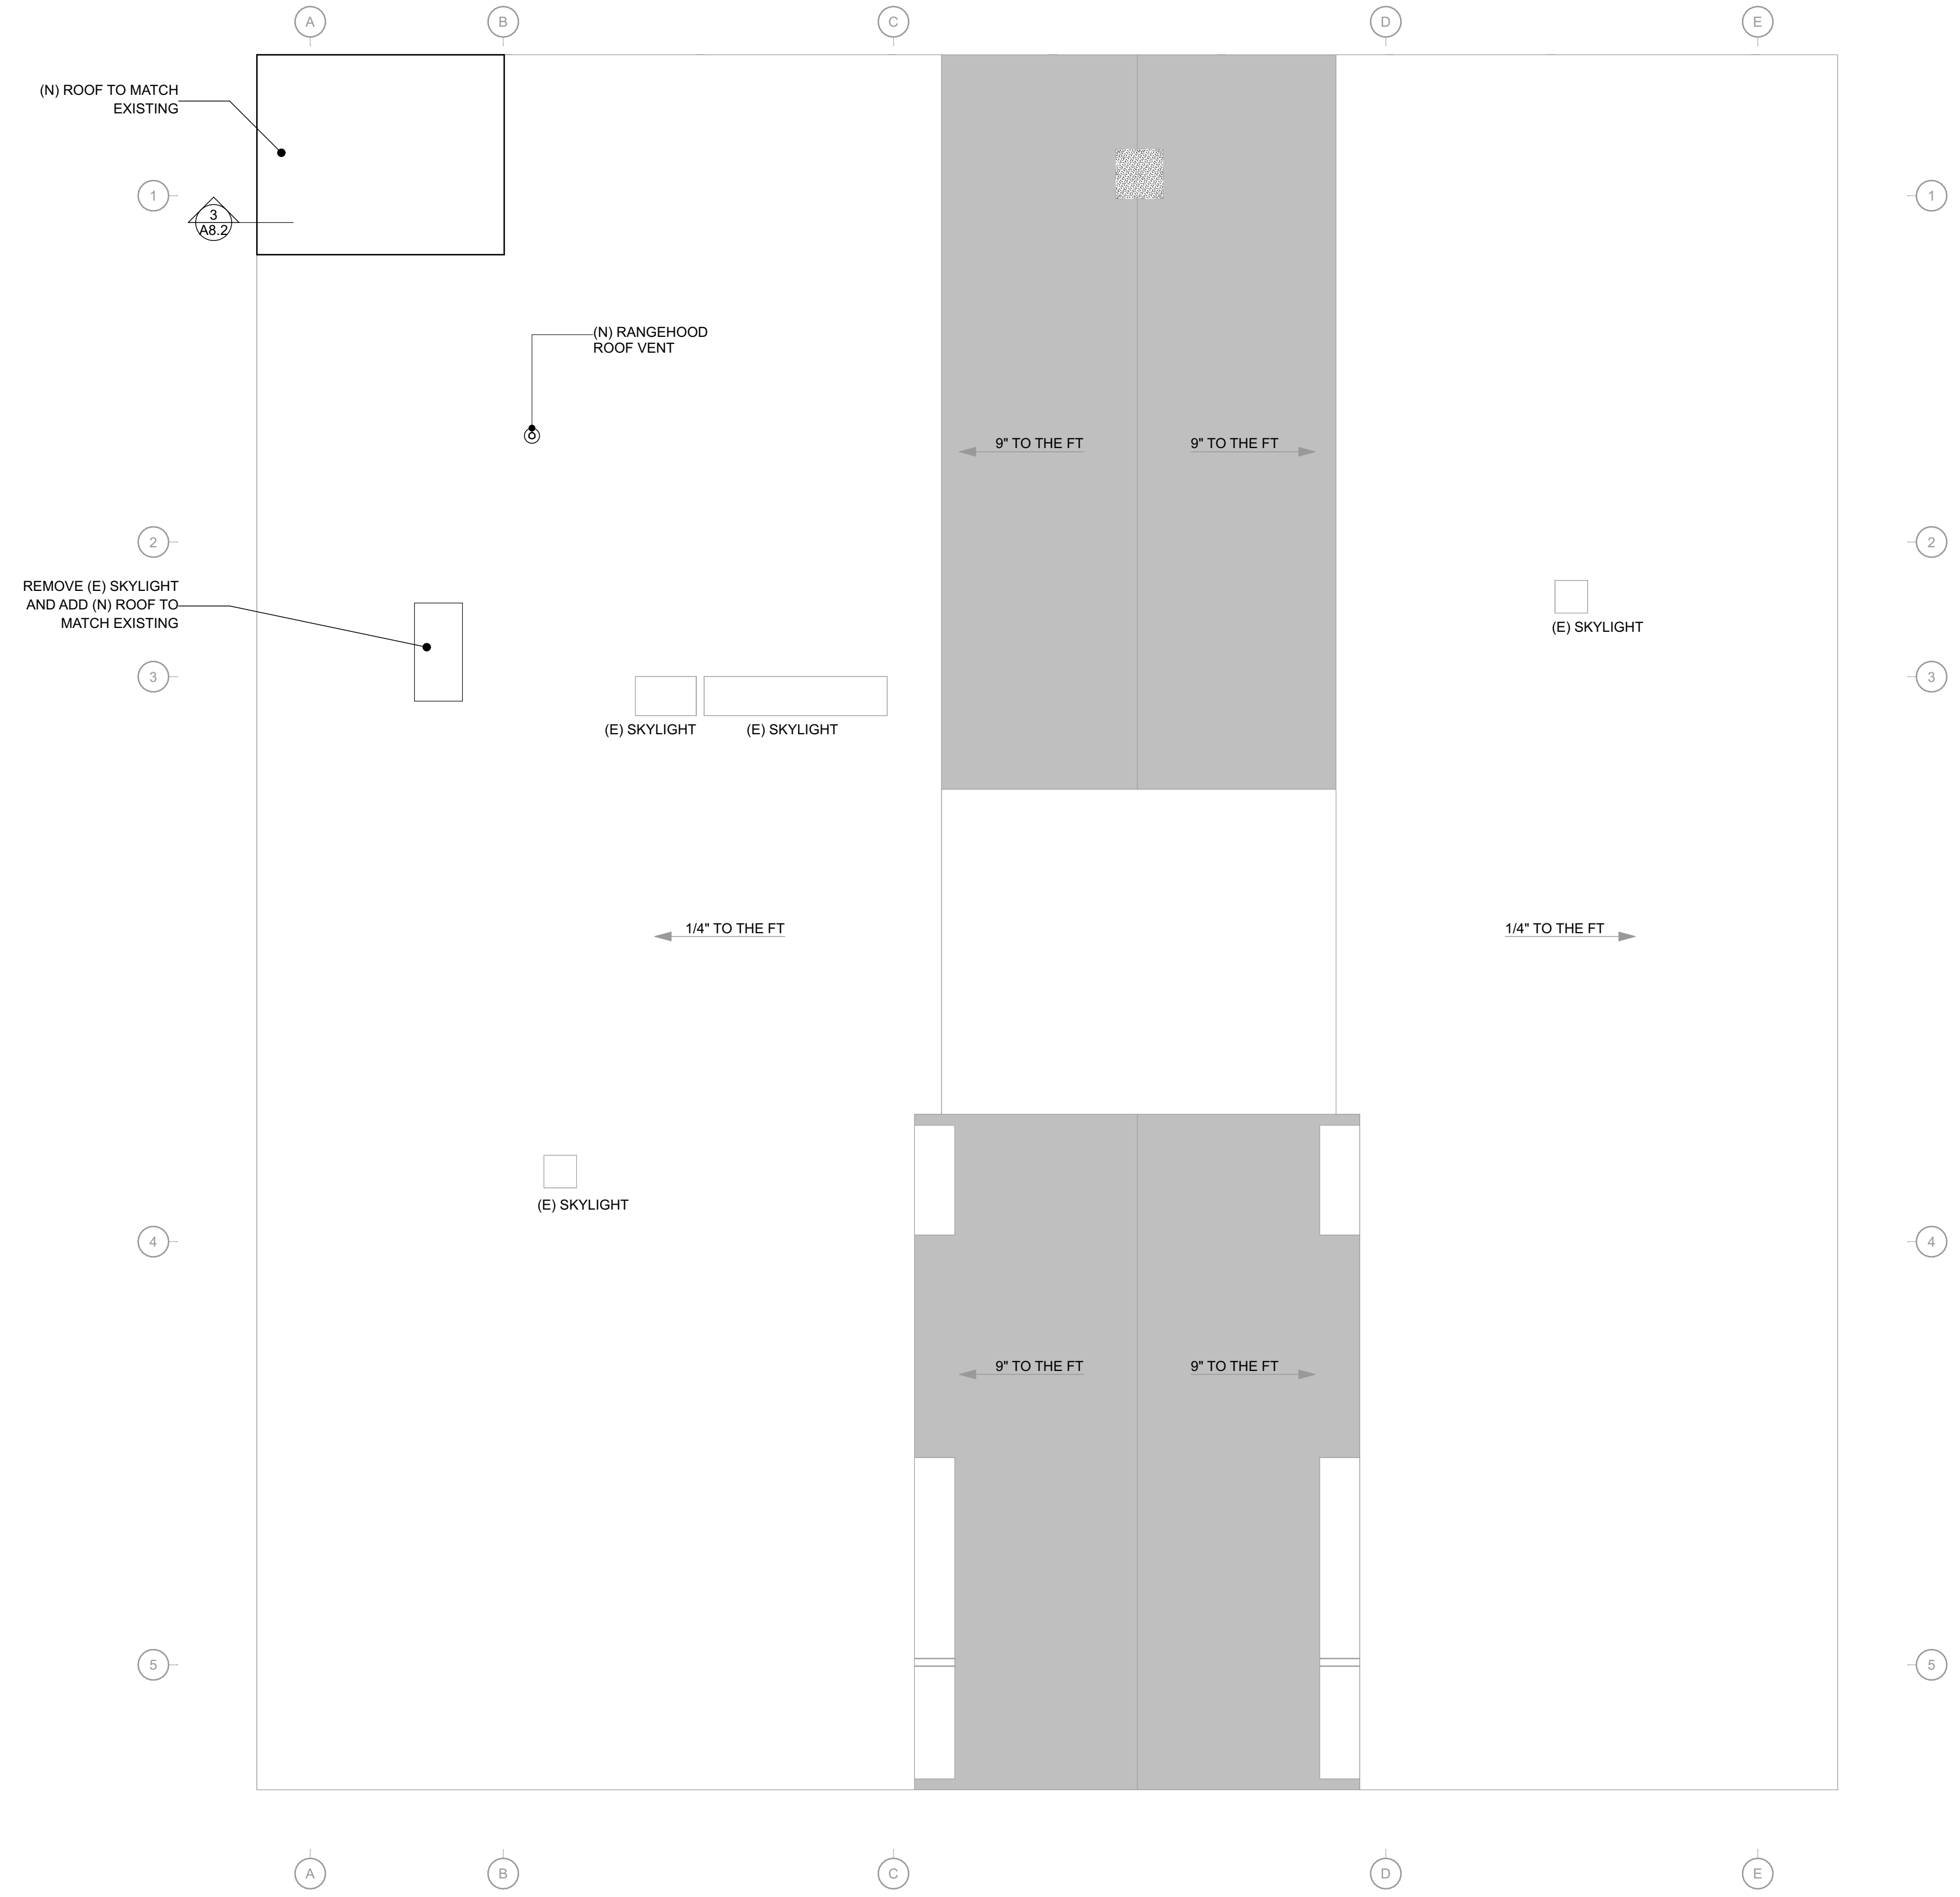 A
B
C
D
E
(N) ROOF TO MATCH
EXISTING
1
1
3
A8.2
(N) RANGEHOOD
ROOF VENT
9" TO THE FT
9" TO THE FT
2
2
REMOVE (E) SKYLIGHT
AND ADD (N) ROOF TO
MATCH EXISTING
(E) SKYLIGHT
3
3
(E) SKYLIGHT
(E) SKYLIGHT
1/4" TO THE FT
1/4" TO THE FT
(E) SKYLIGHT
4
4
9" TO THE FT
9" TO THE FT
5
5
A
B
C
D
E